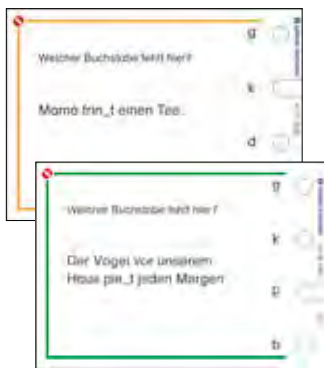 g
Welcher Buchstabe fehlt hier?
k
Mama trin_t einen Tee.
d
g
Welcher Buchstabe fehlt hier?
k
Der Vogel vor unserem
Haus pie_t jeden Morgen
p
b